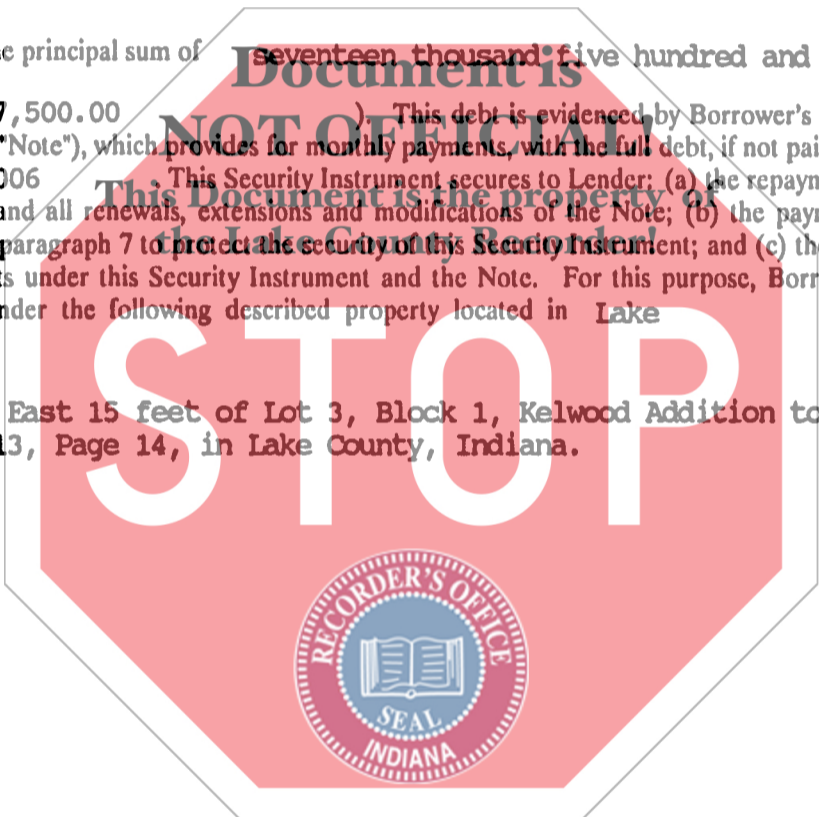 e principal sum of seventeen thousand five hundred and
Document is
7,500.00 ). This debt is evidenced by Borrower's
NOT OFFICIAL!
"Note"), which provides for monthly payments, with the full debt, if not pai
006 This Security Instrument secures to Lender: (a) the repaym
This Document is the property of
and all renewals, extensions and modifications of the Note; (b) the paym
the Lake County Recorder!
paragraph 7 to protect the security of this Security Instrument; and (c) th
s under this Security Instrument and the Note. For this purpose, Borr
nder the following described property located in Lake
STOP
East 15 feet of Lot 3, Block 1, Kelwood Addition to
13, Page 14, in Lake County, Indiana.
RECORDER'S OFFICE
SEAL
INDIANA